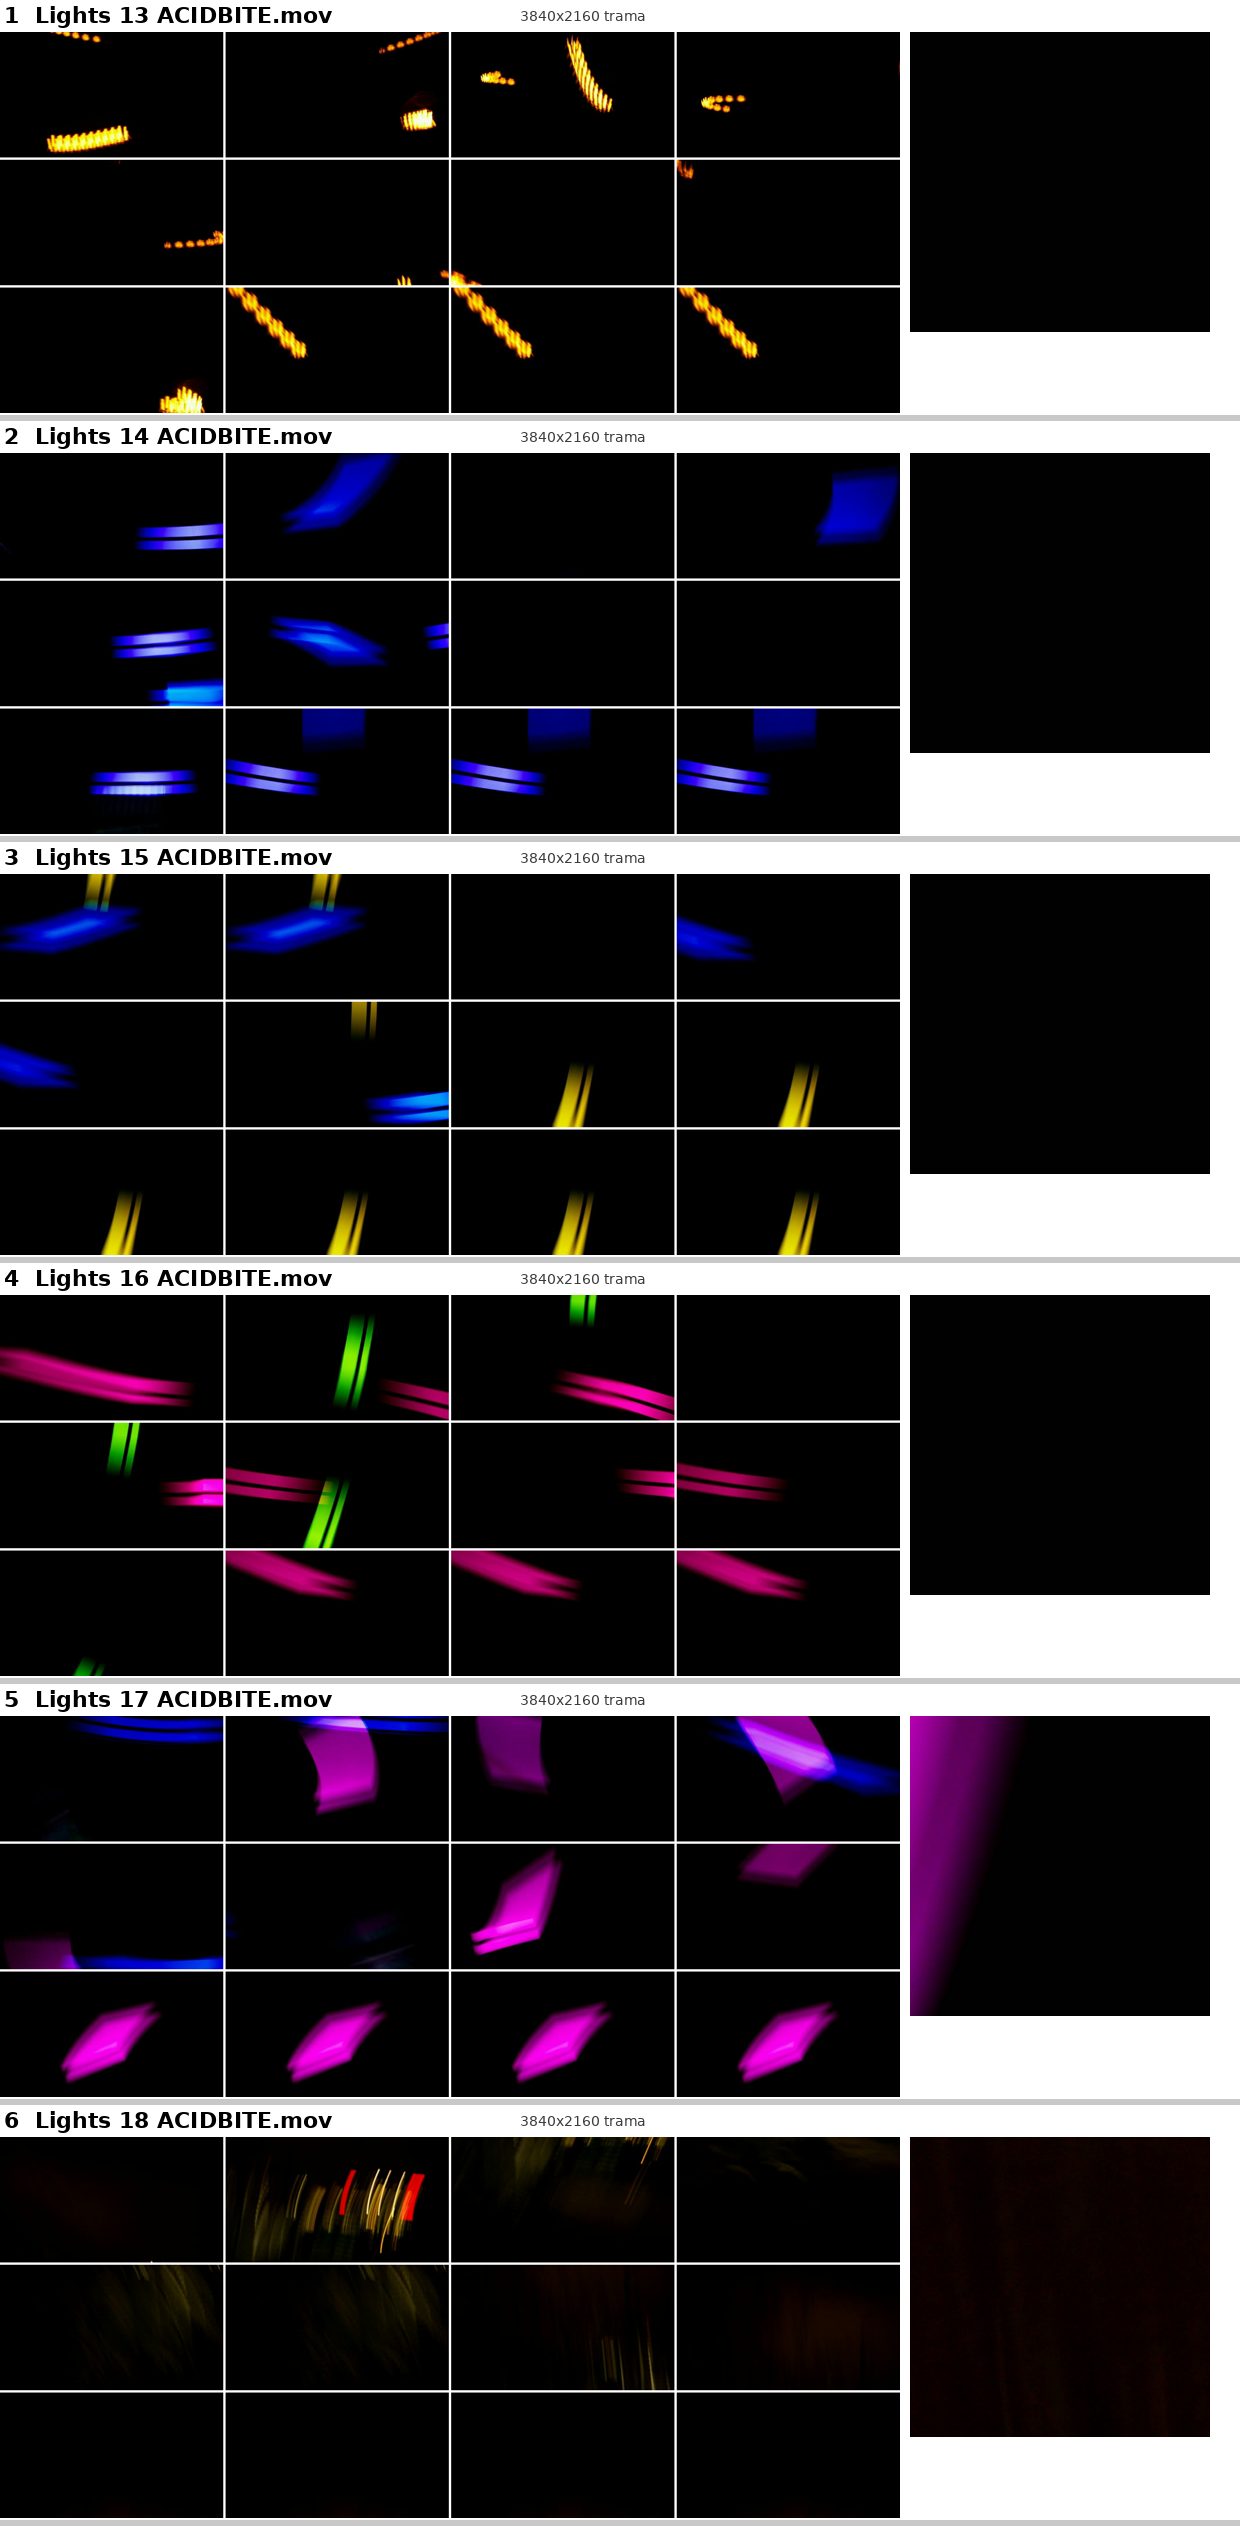 1 Lights 13 ACIDBITE.mov 3840x2160 trama
2 Lights 14 ACIDBITE.mov 3840x2160 trama
3 Lights 15 ACIDBITE.mov 3840x2160 trama
4 Lights 16 ACIDBITE.mov 3840x2160 trama
5 Lights 17 ACIDBITE.mov 3840x2160 trama
6 Lights 18 ACIDBITE.mov 3840x2160 trama